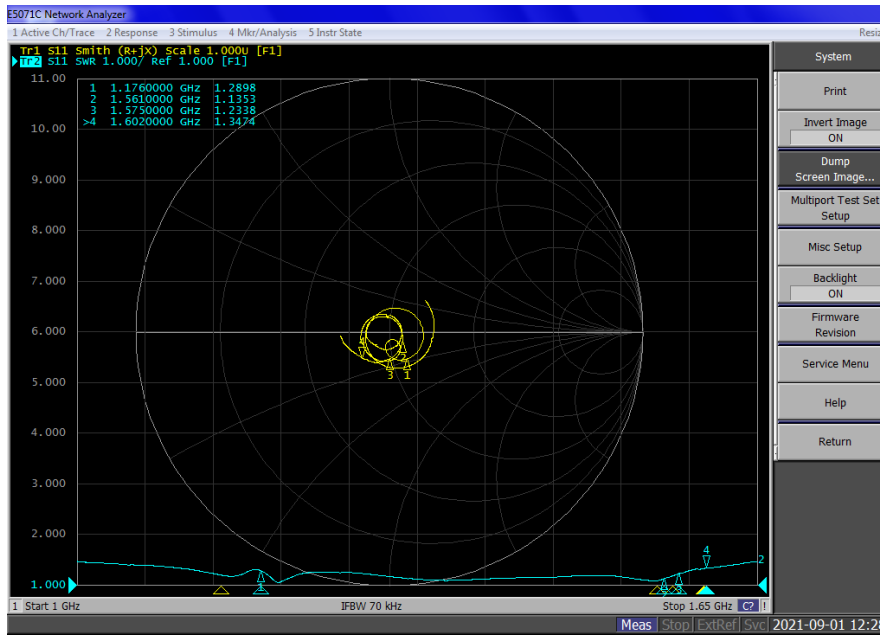 E5071C Network Analyzer
1 Active Ch/Trace 2 Response 3 Stimulus 4 Mkr/Analysis 5 Instr State
Tr1 S11 Smith (R+jX) Scale 1.000U [F1]
Tr2 S11 SWR 1.000/ Ref 1.000 [F1]
11.00
10.00
9.000
8.000
7.000
6.000
5.000
4.000
3.000
2.000
1.000
1 1.1760000 GHz 1.2898
2 1.5610000 GHz 1.1353
3 1.5750000 GHz 1.2338
>4 1.6020000 GHz 1.3474
3 1
4
2
1 Start 1 GHz
IFBW 70 kHz
Stop 1.65 GHz C? !
Meas Stop ExtRef Svc 2021-09-01 12:28
System
Print
Invert Image
ON
Dump
Screen Image...
Multiport Test Set
Setup
Misc Setup
Backlight
ON
Firmware
Revision
Service Menu
Help
Return